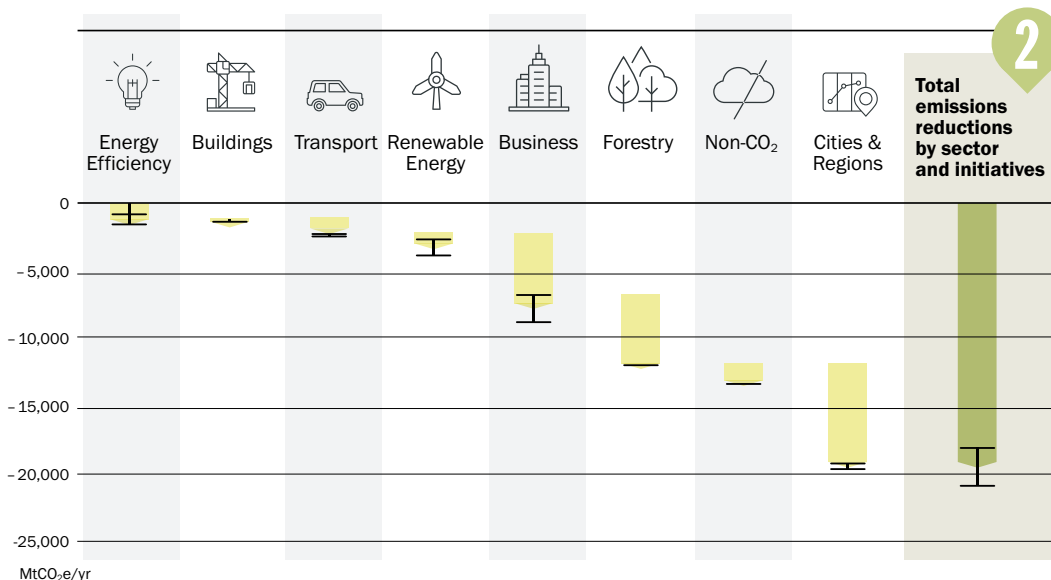 2
Energy
Efficiency
Buildings
Transport
Renewable
Energy
Business
Forestry
Non-CO₂
Cities &
Regions
Total
emissions
reductions
by sector
and initiatives
0
– 5,000
– 10,000
–15,000
–20,000
-25,000
MtCO₂e/yr